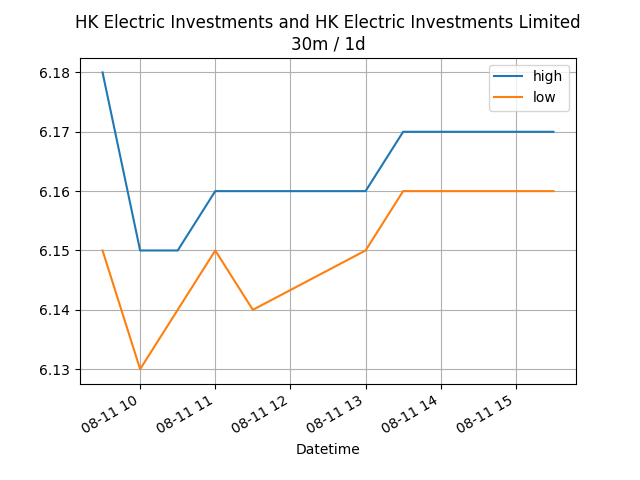 HK Electric Investments and HK Electric Investments Limited
30m / 1d
high
low
6.18
6.17
6.16
6.15
6.14
6.13
08-11 10
08-11 11
08-11 12
08-11 13
08-11 14
08-11 15
Datetime